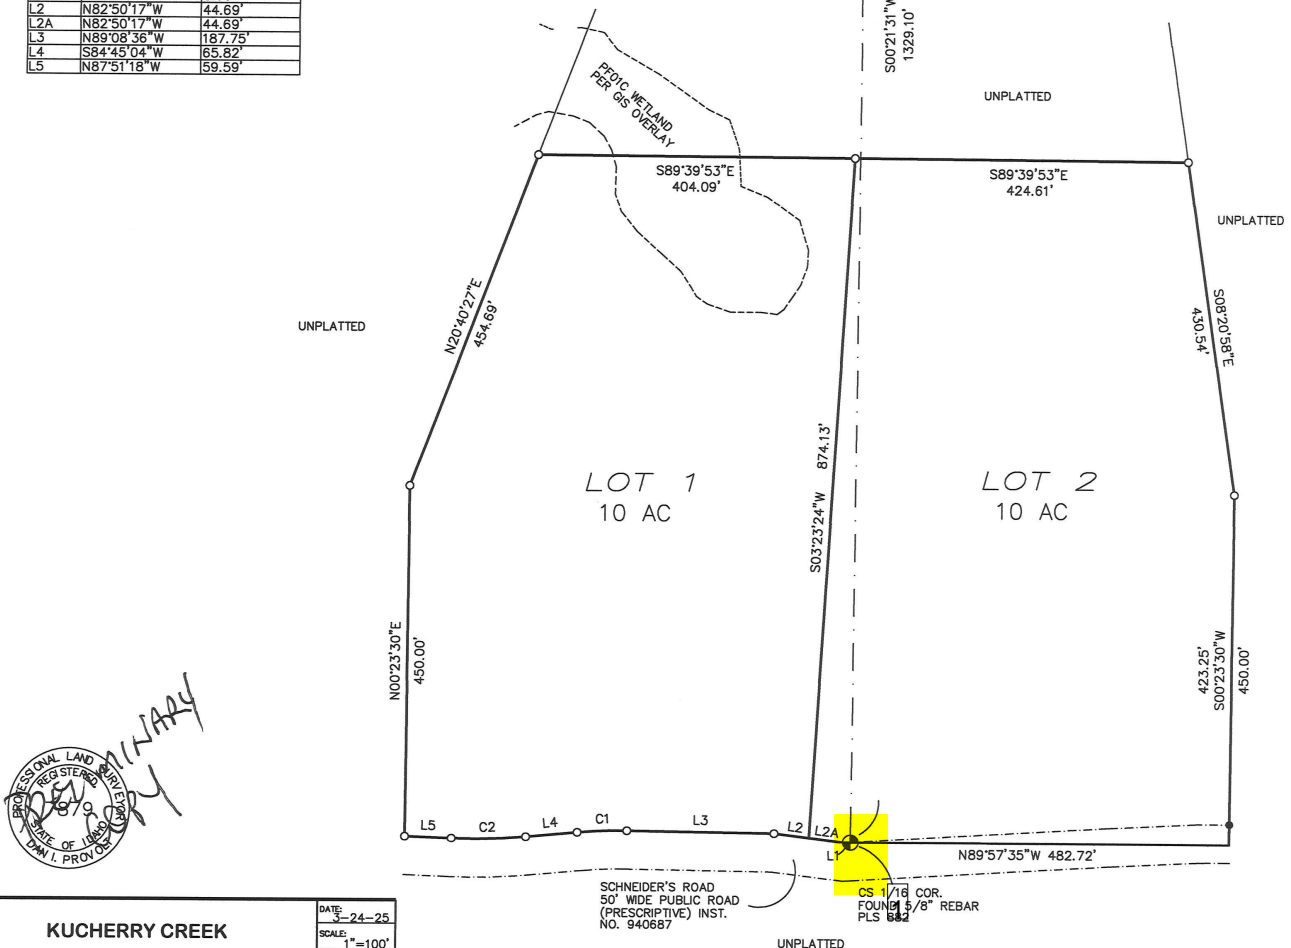 L2 N82°50'17"W 44.69'
L2A N82°50'17"W 44.69'
L3 N89°08'36"W 187.75'
L4 S84°45'04"W 65.82'
L5 N87°51'18"W 59.59'
S00°21'31"W
1329.10'
PF01C WETLAND
PER GIS OVERLAY
UNPLATTED
S89°39'53"E
404.09'
S89°39'53"E
424.61'
UNPLATTED
UNPLATTED
N20°40'27"E
454.69'
S08°20'58"E
430.54'
LOT 1
10 AC
LOT 2
10 AC
874.13'
S03°23'24"W
N00°23'30"E
450.00'
423.25'
S00°23'30"W
450.00'
L5 C2 L4 C1 L3 L2 L2A
L1
N89°57'35"W 482.72'
SCHNEIDER'S ROAD
50' WIDE PUBLIC ROAD
(PRESCRIPTIVE) INST.
NO. 940687
CS 1/16 COR.
FOUND 5/8" REBAR
PLS 882
1
UNPLATTED
PROFESSIONAL LAND SURVEYOR
REGISTERED
STATE OF IDAHO
DAN I. PROVOLT
KUCHERRY CREEK
DATE:
3-24-25
SCALE:
1"=100'